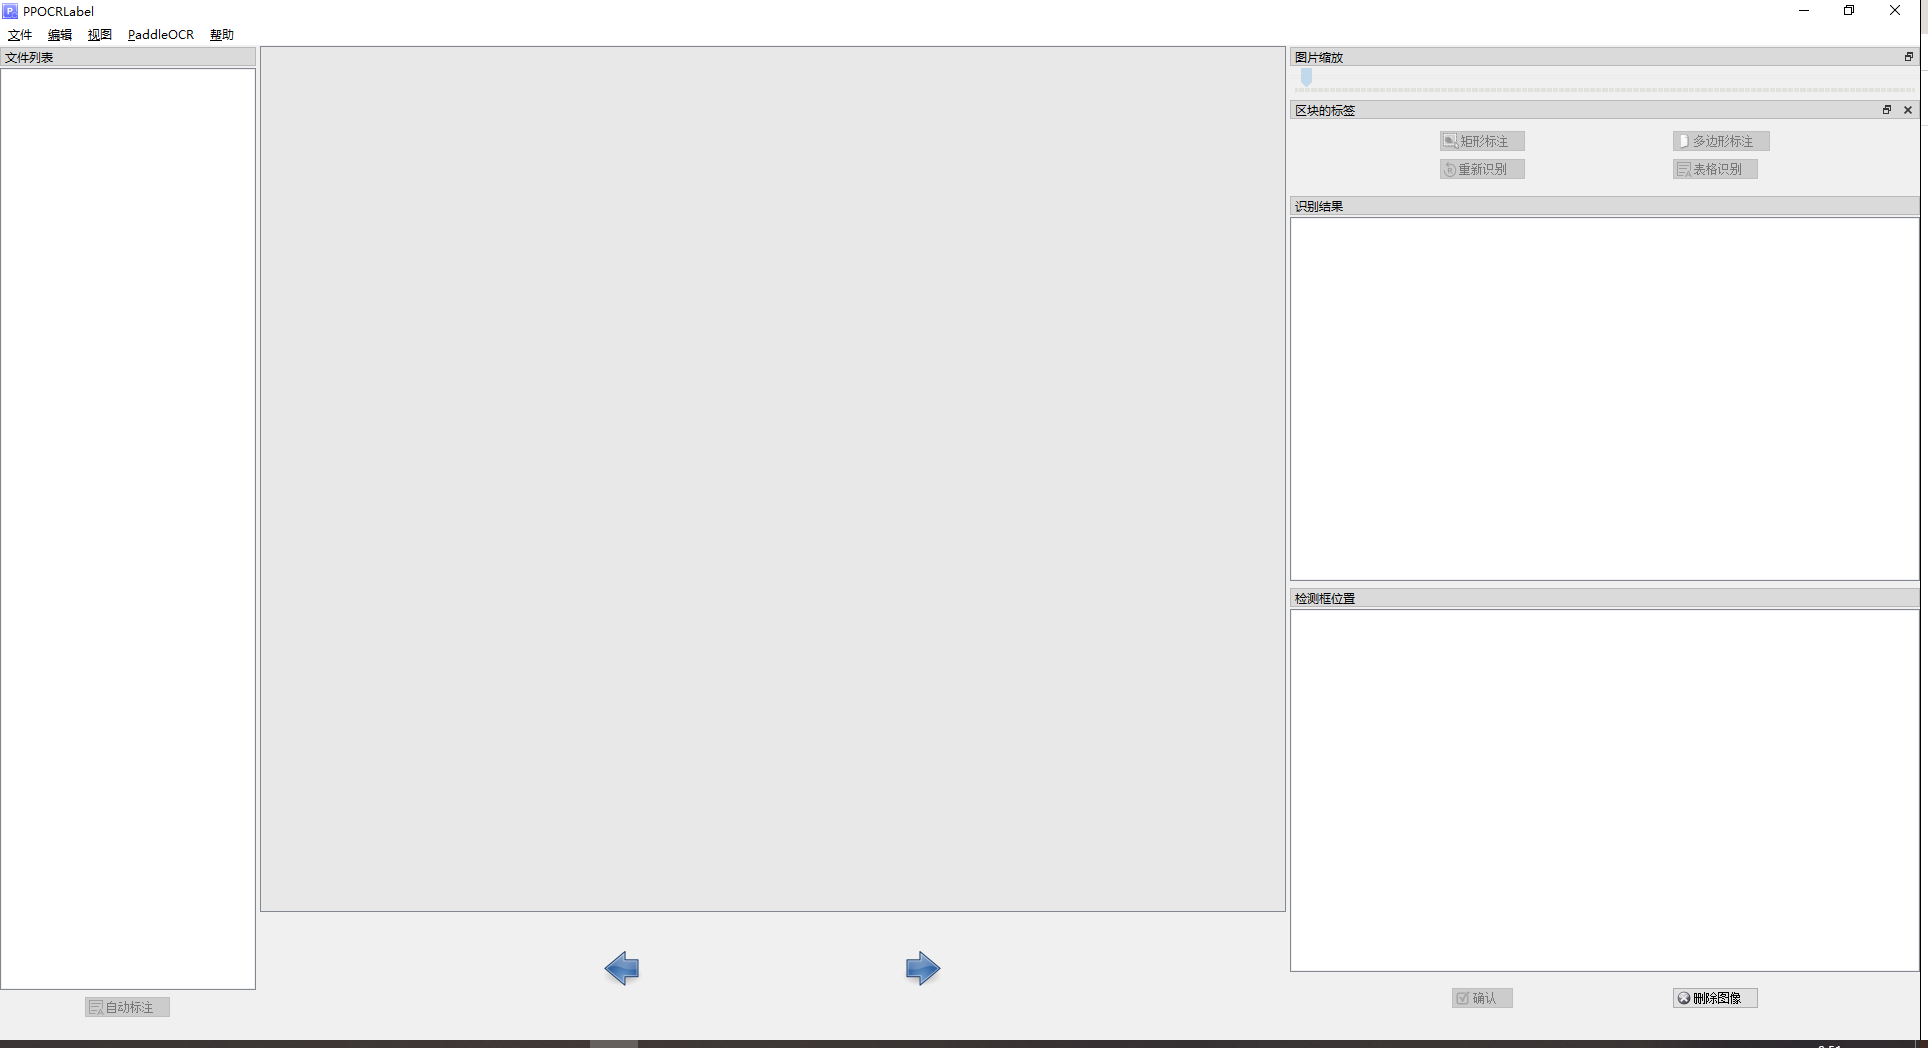 PPOCRLabel
文件 编辑 视图 PaddleOCR 帮助
文件列表
图片缩放
区块的标签
矩形标注 多边形标注
重新识别 表格识别
识别结果
检测框位置
确认 删除图像
自动标注